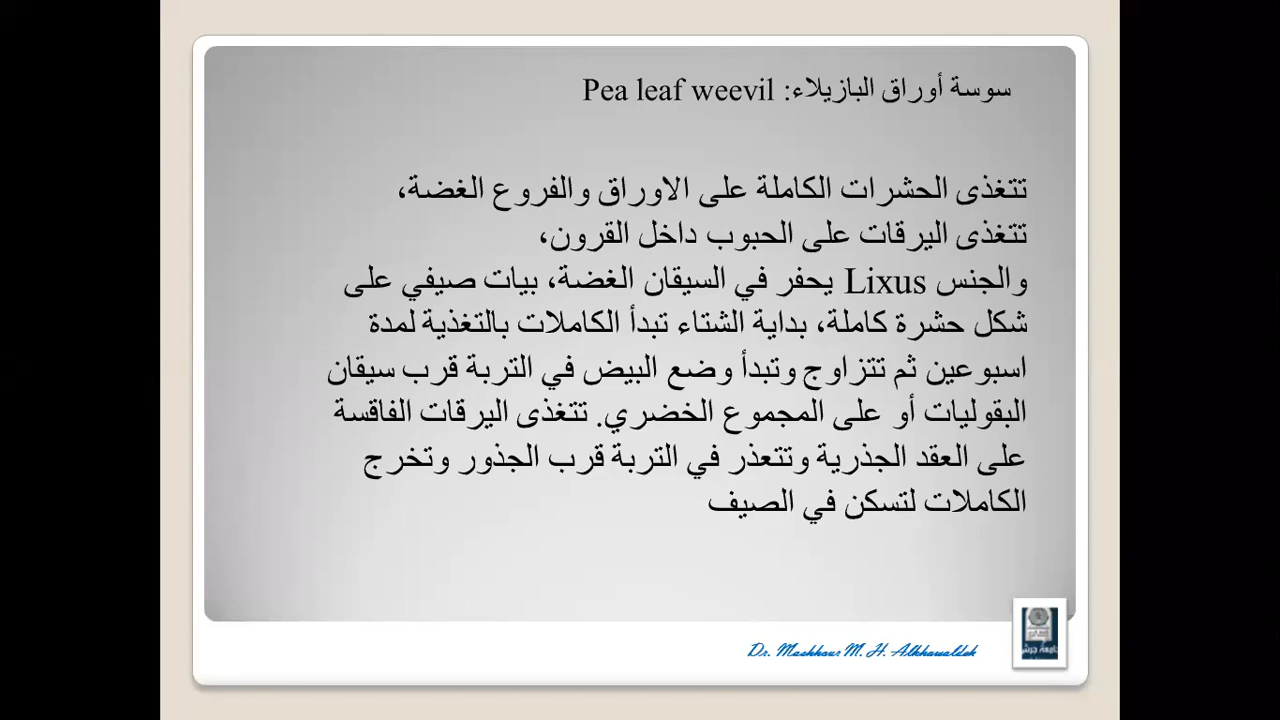 سوسة أوراق البازيلاء: Pea leaf weevil
تتغذى الحشرات الكاملة على الاوراق والفروع الغضة،
تتغذى اليرقات على الحبوب داخل القرون،
والجنس Lixus يحفر في السيقان الغضة، بيات صيفي على
شكل حشرة كاملة، بداية الشتاء تبدأ الكاملات بالتغذية لمدة
اسبوعين ثم تتزاوج وتبدأ وضع البيض في التربة قرب سيقان
البقوليات أو على المجموع الخضري. تتغذى اليرقات الفاقسة
على العقد الجذرية وتتعذر في التربة قرب الجذور وتخرج
الكاملات لتسكن في الصيف
Dr. Mashhour M. H. Alkhawaldeh